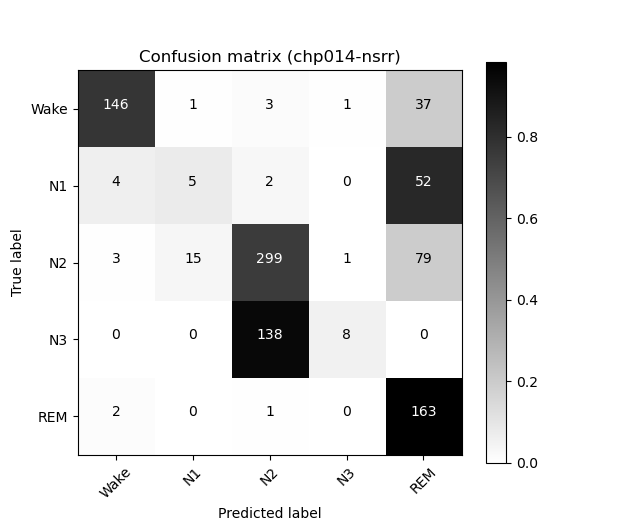 Confusion matrix (chp014-nsrr)
Wake 146 1 3 1 37
N1 4 5 2 0 52
N2 3 15 299 1 79
N3 0 0 138 8 0
REM 2 0 1 0 163
Wake N1 N2 N3 REM
True label
Predicted label
0.8
0.6
0.4
0.2
0.0